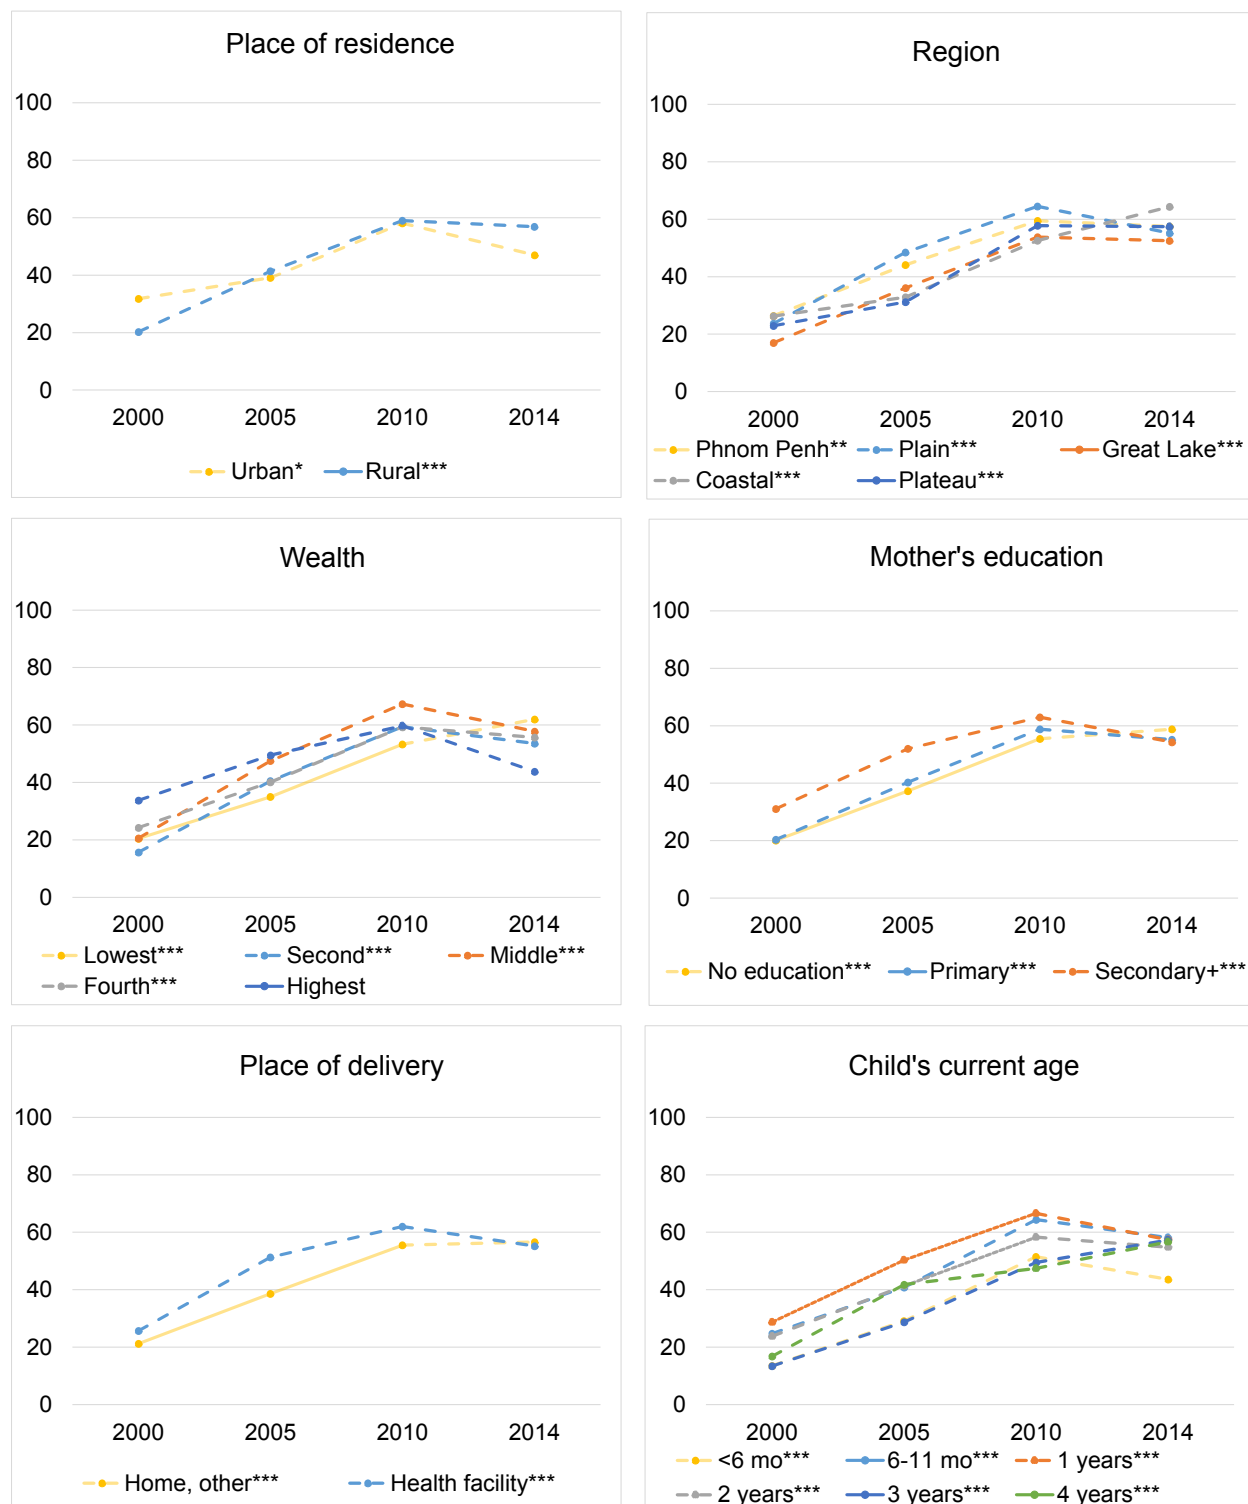 Place of residence
100
80
60
40
20
0
2000 2005 2010 2014
Urban* Rural***
Region
100
80
60
40
20
0
2000 2005 2010 2014
Phnom Penh** Plain*** Great Lake***
Coastal*** Plateau***
Wealth
100
80
60
40
20
0
2000 2005 2010 2014
Lowest*** Second*** Middle***
Fourth*** Highest
Mother's education
100
80
60
40
20
0
2000 2005 2010 2014
No education*** Primary*** Secondary+***
Place of delivery
100
80
60
40
20
0
2000 2005 2010 2014
Home, other*** Health facility***
Child's current age
100
80
60
40
20
0
2000 2005 2010 2014
<6 mo*** 6-11 mo*** 1 years***
2 years*** 3 years*** 4 years***